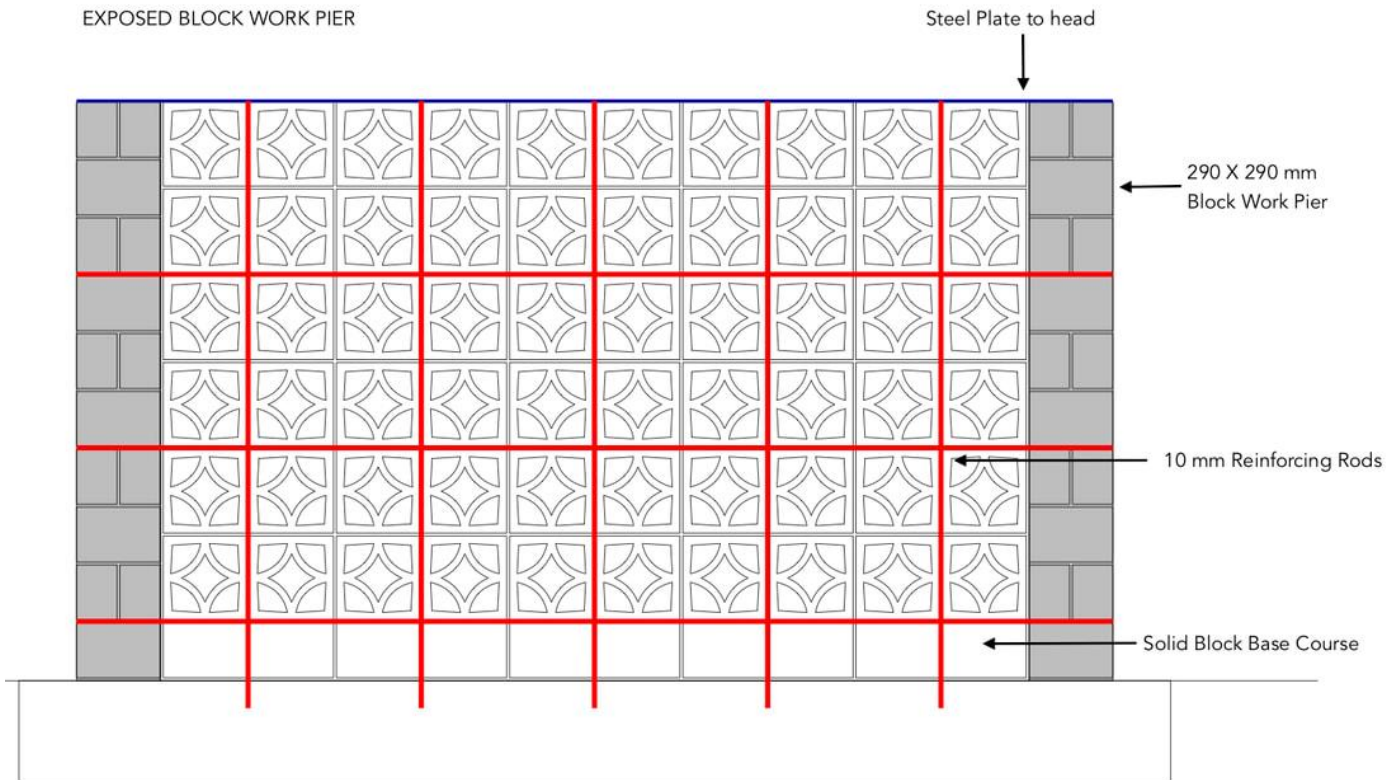 EXPOSED BLOCK WORK PIER
Steel Plate to head
290 X 290 mm
Block Work Pier
10 mm Reinforcing Rods
Solid Block Base Course